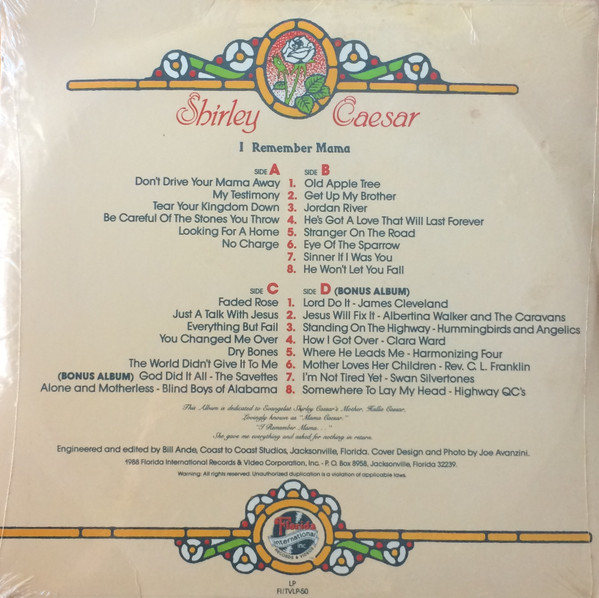 Shirley Caesar
I Remember Mama
SIDE A SIDE B
Don't Drive Your Mama Away 1. Old Apple Tree
My Testimony 2. Get Up My Brother
Tear Your Kingdom Down 3. Jordan River
Be Careful Of The Stones You Throw 4. He's Got A Love That Will Last Forever
Looking For A Home 5. Stranger On The Road
No Charge 6. Eye Of The Sparrow
7. Sinner If I Was You
8. He Won't Let You Fall
SIDE C SIDE D (BONUS ALBUM)
Faded Rose 1. Lord Do It - James Cleveland
Just A Talk With Jesus 2. Jesus Will Fix It - Albertina Walker and The Caravans
Everything But Fail 3. Standing On The Highway - Hummingbirds and Angelics
You Changed Me Over 4. How I Got Over - Clara Ward
Dry Bones 5. Where He Leads Me - Harmonizing Four
The World Didn't Give It To Me 6. Mother Loves Her Children - Rev. C. L. Franklin
(BONUS ALBUM) God Did It All - The Savettes 7. I'm Not Tired Yet - Swan Silvertones
Alone and Motherless - Blind Boys of Alabama 8. Somewhere To Lay My Head - Highway QC's
This Album is dedicated to Evangelist Shirley Caesar's Mother, Hallie Caesar.
Lovingly known as "Mama Caesar."
"I Remember Mama....."
She gave me everything and asked for nothing in return.
Engineered and edited by Bill Ande, Coast to Coast Studios, Jacksonville, Florida. Cover Design and Photo by Joe Avanzini.
1988 Florida International Records & Video Corporation, Inc. - P. O. Box 8958, Jacksonville, Florida 32239.
Warning: All rights reserved. Unauthorized duplication is a violation of applicable laws.
Florida
International
INC.
RECORDS & VIDEO
LP
FI/TVLP-50